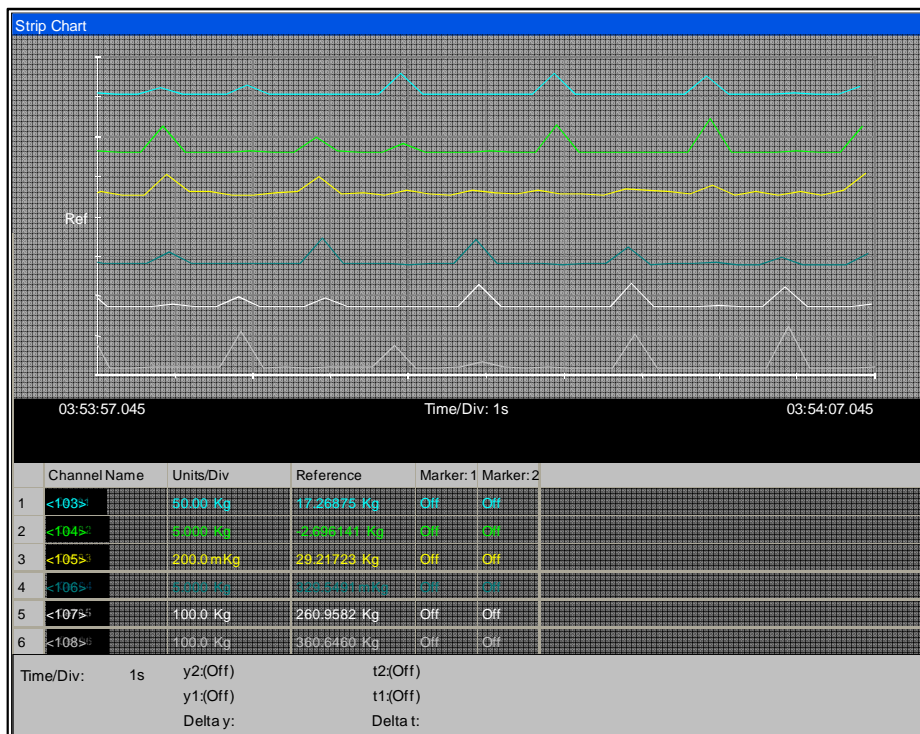 Strip Chart
Ref
03:53:57.045 Time/Div: 1s 03:54:07.045
Channel Name Units/Div Reference Marker: 1 Marker: 2
1 <103> 50.00 Kg 17.26875 Kg Off Off
2 <104> 5.000 Kg -2.696141 Kg Off Off
3 <105> 200.0 mKg 29.21723 Kg Off Off
4 <106> Off Off
5 <107> 100.0 Kg 260.9582 Kg Off Off
6 <108> 100.0 Kg 360.6460 Kg Off Off
Time/Div: 1s y2:(Off) t2:(Off)
y1:(Off) t1:(Off)
Delta y: Delta t: